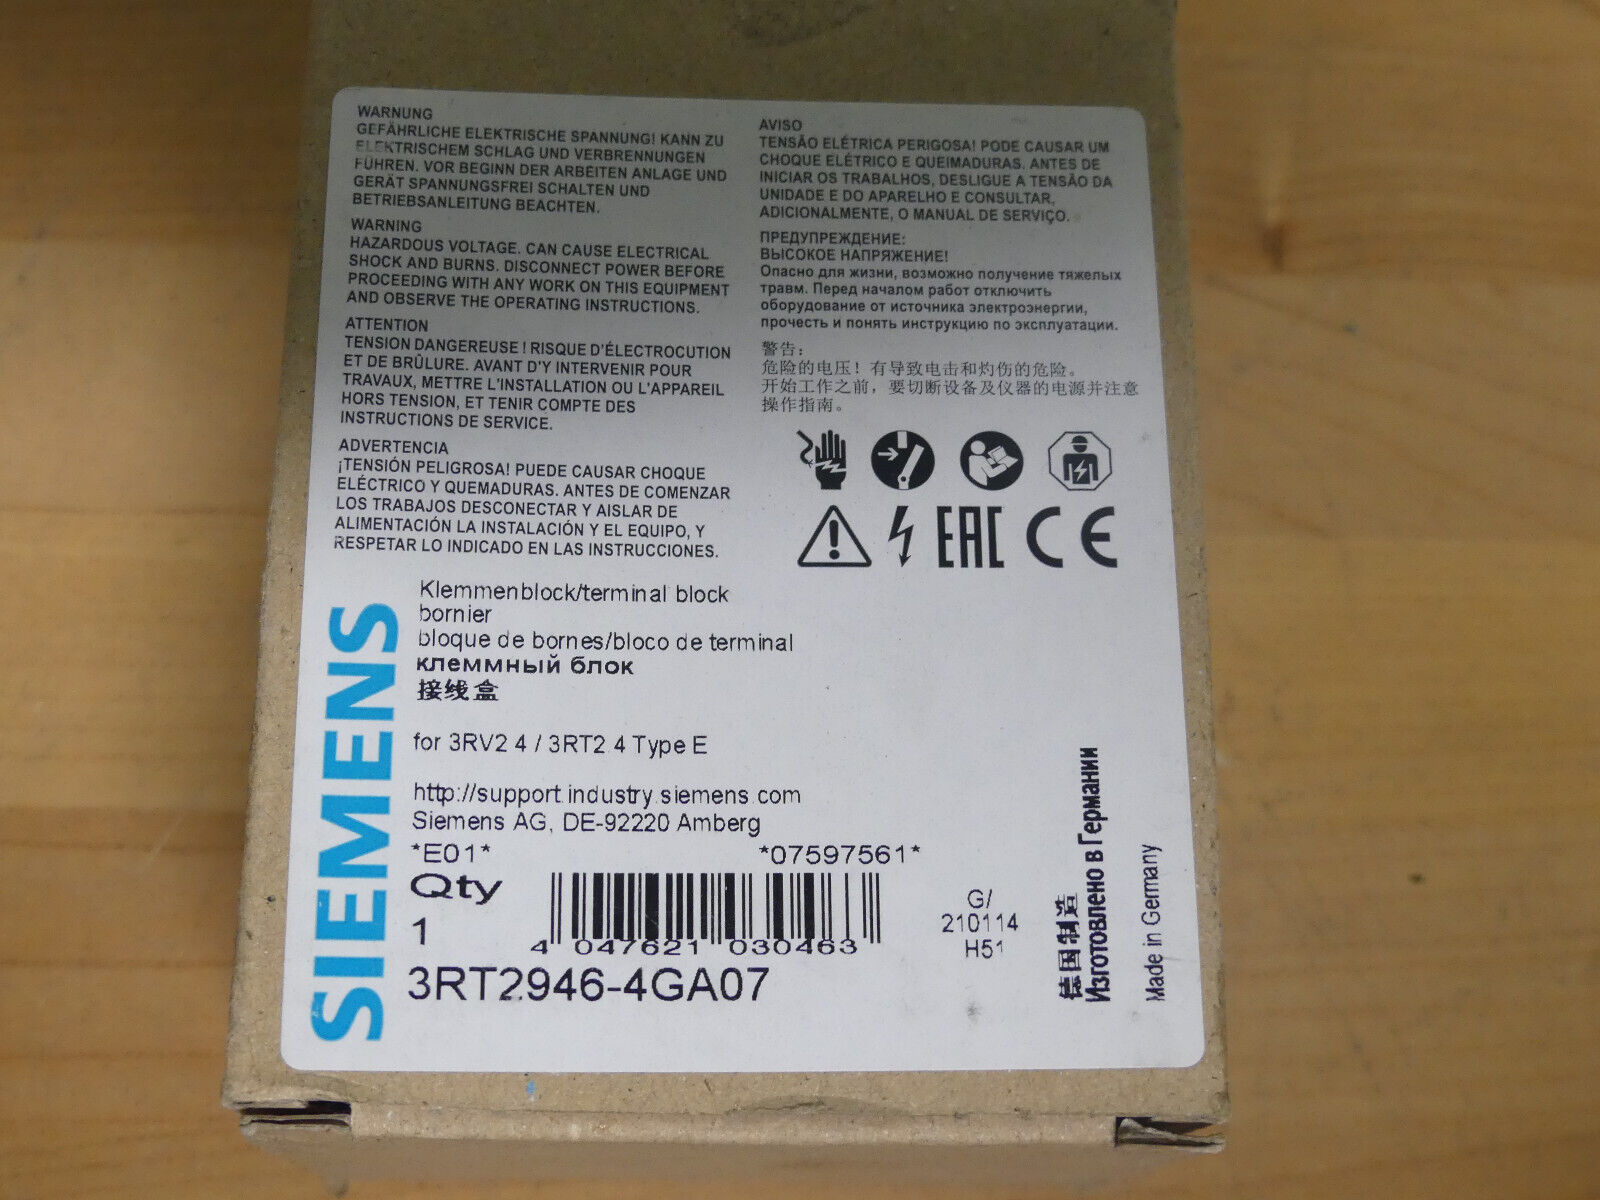 WARNUNG
GEFÄHRLICHE ELEKTRISCHE SPANNUNG! KANN ZU
ELEKTRISCHEM SCHLAG UND VERBRENNUNGEN
FÜHREN. VOR BEGINN DER ARBEITEN ANLAGE UND
GERÄT SPANNUNGSFREI SCHALTEN UND
BETRIEBSANLEITUNG BEACHTEN.
WARNING
HAZARDOUS VOLTAGE. CAN CAUSE ELECTRICAL
SHOCK AND BURNS. DISCONNECT POWER BEFORE
PROCEEDING WITH ANY WORK ON THIS EQUIPMENT
AND OBSERVE THE OPERATING INSTRUCTIONS.
ATTENTION
TENSION DANGEREUSE ! RISQUE D'ÉLECTROCUTION
ET DE BRÛLURE. AVANT D'Y INTERVENIR POUR
TRAVAUX, METTRE L'INSTALLATION OU L'APPAREIL
HORS TENSION, ET TENIR COMPTE DES
INSTRUCTIONS DE SERVICE.
ADVERTENCIA
¡TENSIÓN PELIGROSA! PUEDE CAUSAR CHOQUE
ELÉCTRICO Y QUEMADURAS. ANTES DE COMENZAR
LOS TRABAJOS DESCONECTAR Y AISLAR DE
ALIMENTACIÓN LA INSTALACIÓN Y EL EQUIPO, Y
RESPETAR LO INDICADO EN LAS INSTRUCCIONES.
AVISO
TENSÃO ELÉTRICA PERIGOSA! PODE CAUSAR UM
CHOQUE ELÉTRICO E QUEIMADURAS. ANTES DE
INICIAR OS TRABALHOS, DESLIGUE A TENSÃO DA
UNIDADE E DO APARELHO E CONSULTAR,
ADICIONALMENTE, O MANUAL DE SERVIÇO.
ПРЕДУПРЕЖДЕНИЕ:
ВЫСОКОЕ НАПРЯЖЕНИЕ!
Опасно для жизни, возможно получение тяжелых
травм. Перед началом работ отключить
оборудование от источника электроэнергии,
прочесть и понять инструкцию по эксплуатации.
警告：
危险的电压！有导致电击和灼伤的危险。
开始工作之前，要切断设备及仪器的电源并注意
操作指南。
EAC CE
SIEMENS
Klemmenblock/terminal block
bornier
bloque de bornes/bloco de terminal
клеммный блок
接线盒
for 3RV2 4 / 3RT2 4 Type E
http://support.industry.siemens.com
Siemens AG, DE-92220 Amberg
*E01* *07597561*
Qty
1
4 047621 030463
3RT2946-4GA07
G/
210114
H51
德国制造
Изготовлено в Германии
Made in Germany